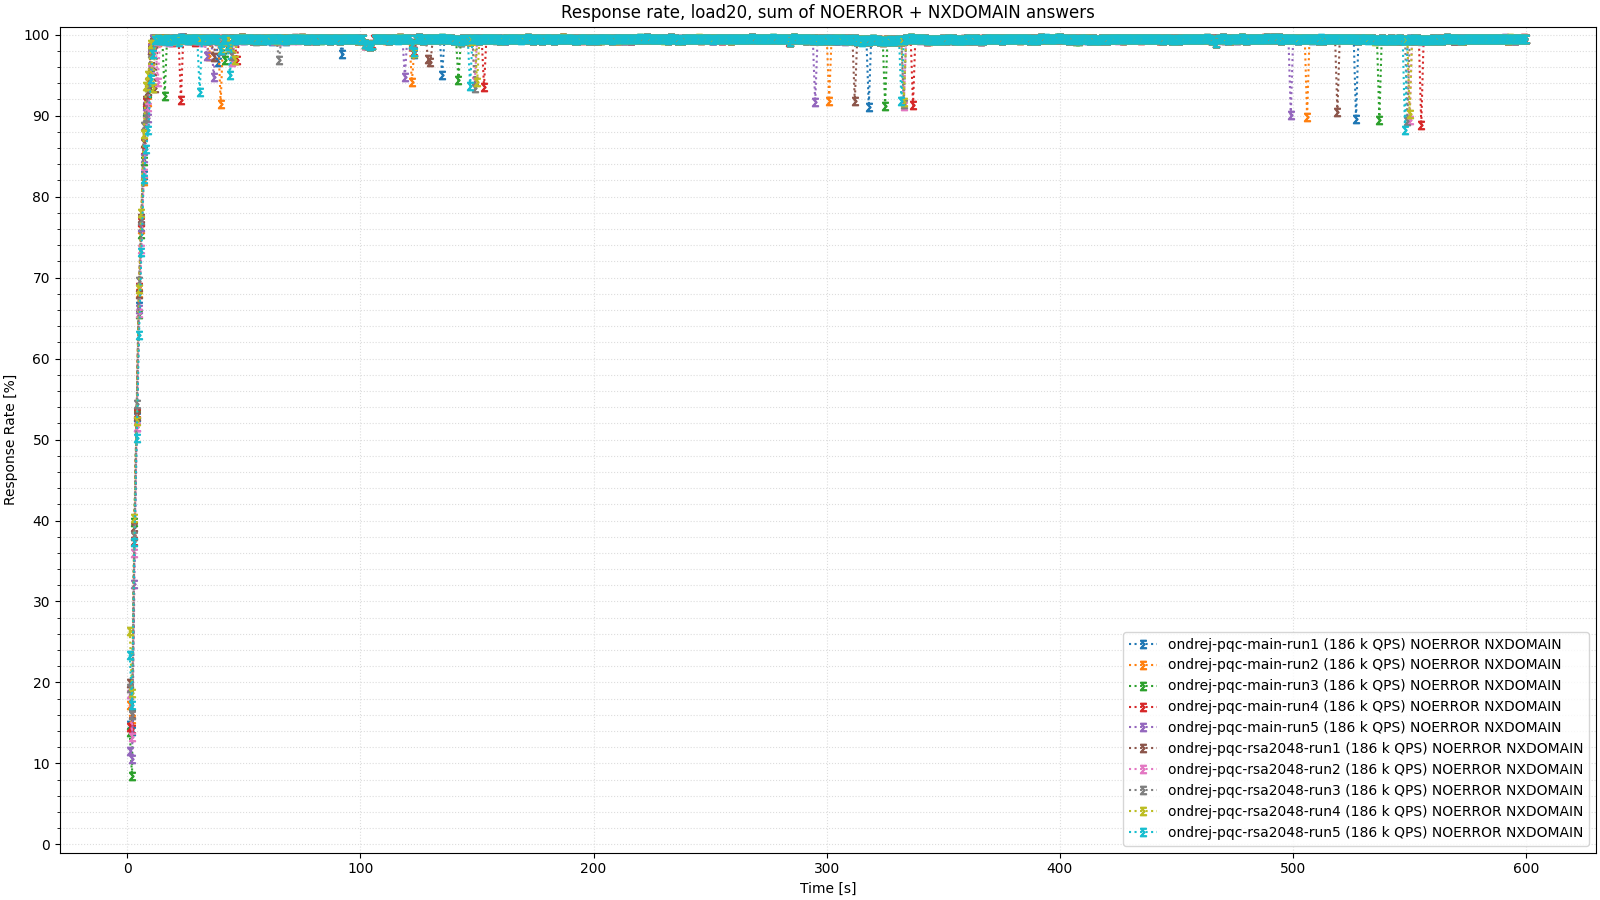 Response rate, load20, sum of NOERROR + NXDOMAIN answers
100
90
80
70
60
50
40
30
20
10
0
Response Rate [%]
ondrej-pqc-main-run1 (186 k QPS) NOERROR NXDOMAIN
ondrej-pqc-main-run2 (186 k QPS) NOERROR NXDOMAIN
ondrej-pqc-main-run3 (186 k QPS) NOERROR NXDOMAIN
ondrej-pqc-main-run4 (186 k QPS) NOERROR NXDOMAIN
ondrej-pqc-main-run5 (186 k QPS) NOERROR NXDOMAIN
ondrej-pqc-rsa2048-run1 (186 k QPS) NOERROR NXDOMAIN
ondrej-pqc-rsa2048-run2 (186 k QPS) NOERROR NXDOMAIN
ondrej-pqc-rsa2048-run3 (186 k QPS) NOERROR NXDOMAIN
ondrej-pqc-rsa2048-run4 (186 k QPS) NOERROR NXDOMAIN
ondrej-pqc-rsa2048-run5 (186 k QPS) NOERROR NXDOMAIN
0 100 200 300 400 500 600
Time [s]